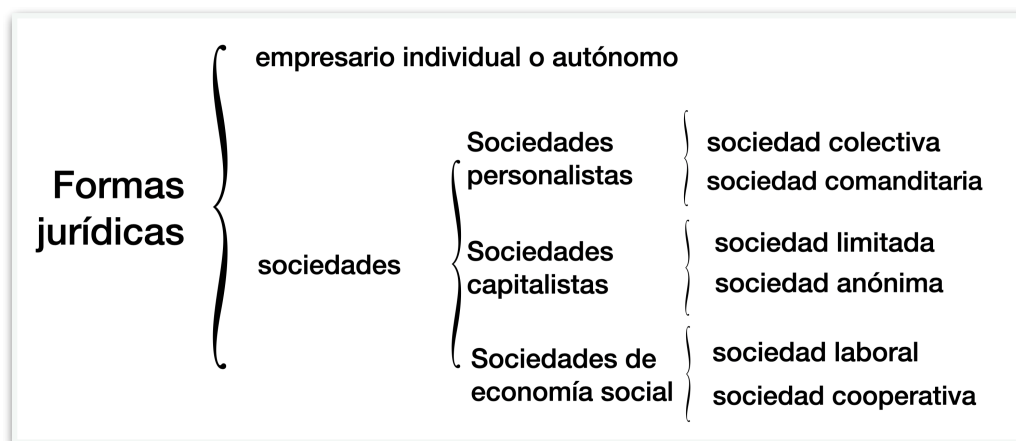 Formas
jurídicas
empresario individual o autónomo
sociedades
Sociedades
personalistas
sociedad colectiva
sociedad comanditaria
Sociedades
capitalistas
sociedad limitada
sociedad anónima
Sociedades de
economía social
sociedad laboral
sociedad cooperativa